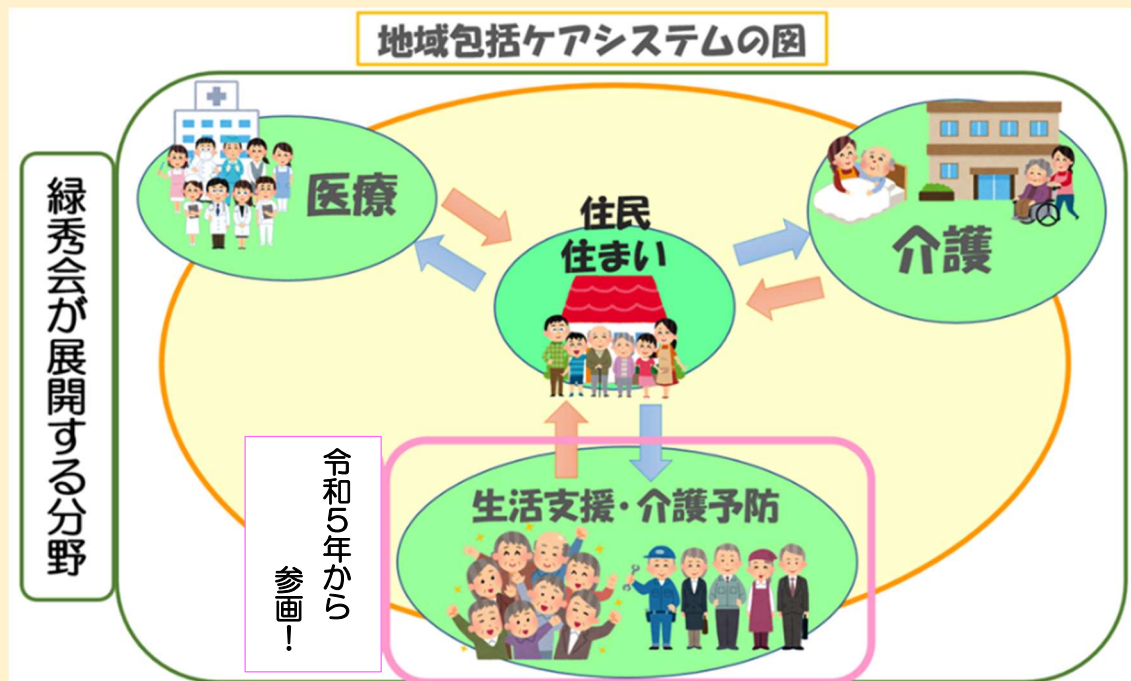 地域包括ケアシステムの図
緑秀会が展開する分野
医療
住民
住まい
介護
令和5年から
参画！
生活支援・介護予防